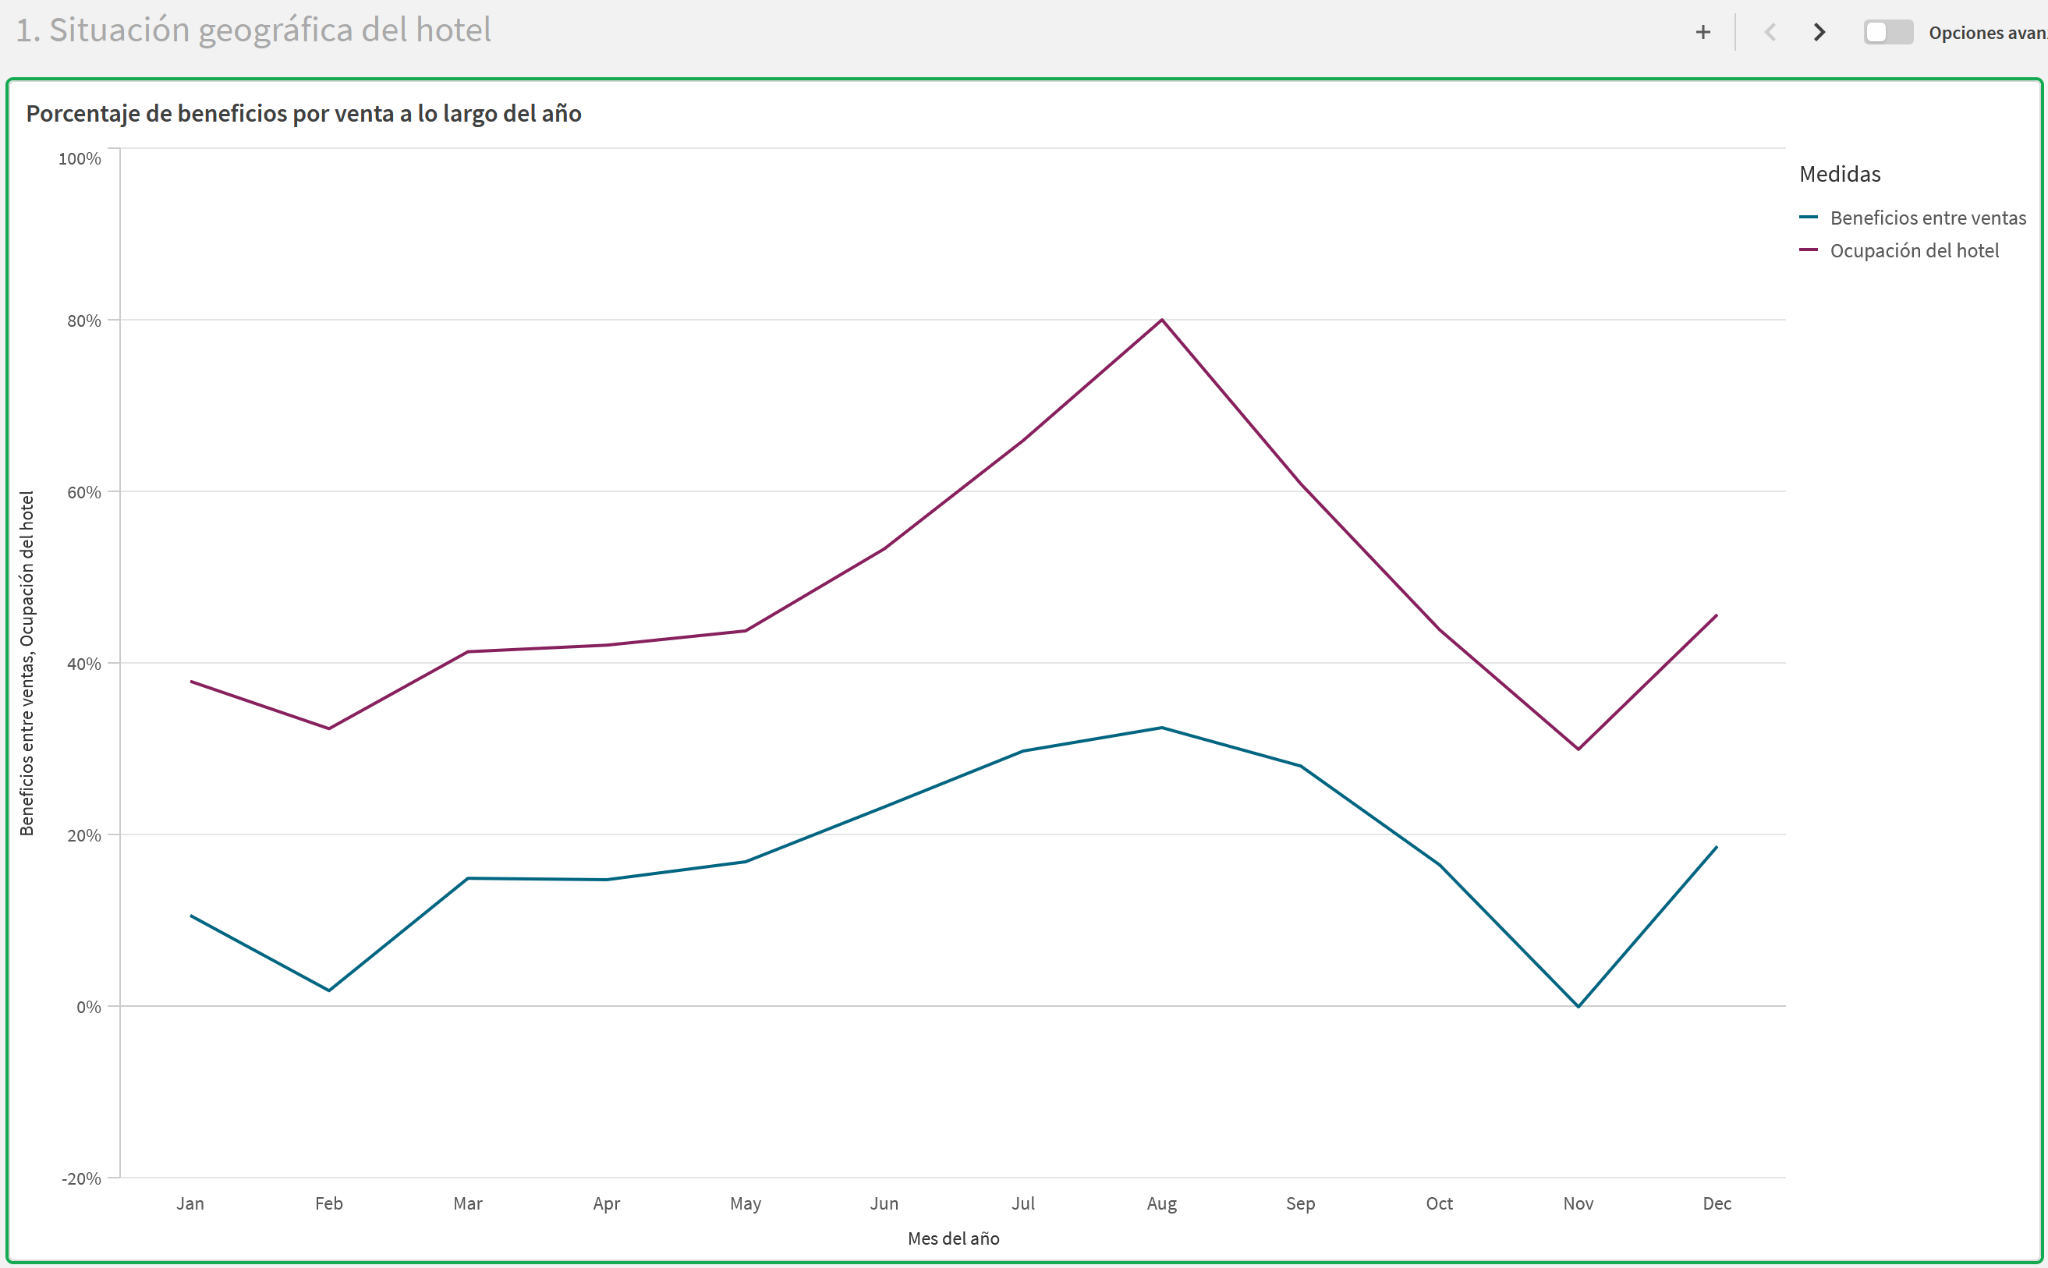 1. Situación geográfica del hotel
Opciones avan
Porcentaje de beneficios por venta a lo largo del año
100%
80%
60%
40%
20%
0%
-20%
Beneficios entre ventas, Ocupación del hotel
Jan Feb Mar Apr May Jun Jul Aug Sep Oct Nov Dec
Mes del año
Medidas
Beneficios entre ventas
Ocupación del hotel